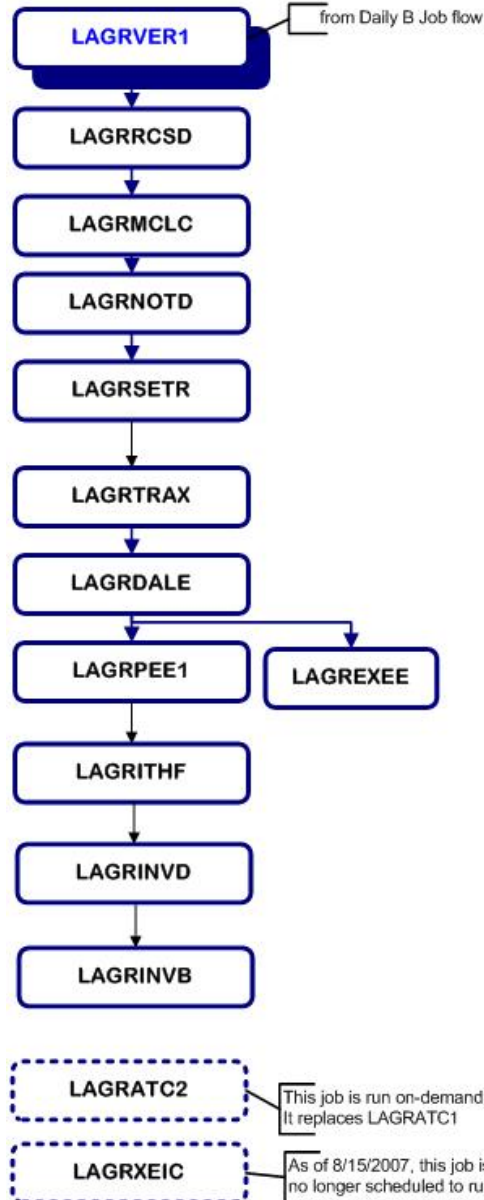 LAGRVER1
from Daily B Job flow
LAGRRCSD
LAGRMCLC
LAGRNOTD
LAGRSETR
LAGRTRAX
LAGRDALE
LAGRPEE1
LAGREXEE
LAGRITHF
LAGRINVD
LAGRINVB
LAGRATC2
This job is run on-demand
It replaces LAGRATC1
LAGRXEIC
As of 8/15/2007, this job is
no longer scheduled to ru